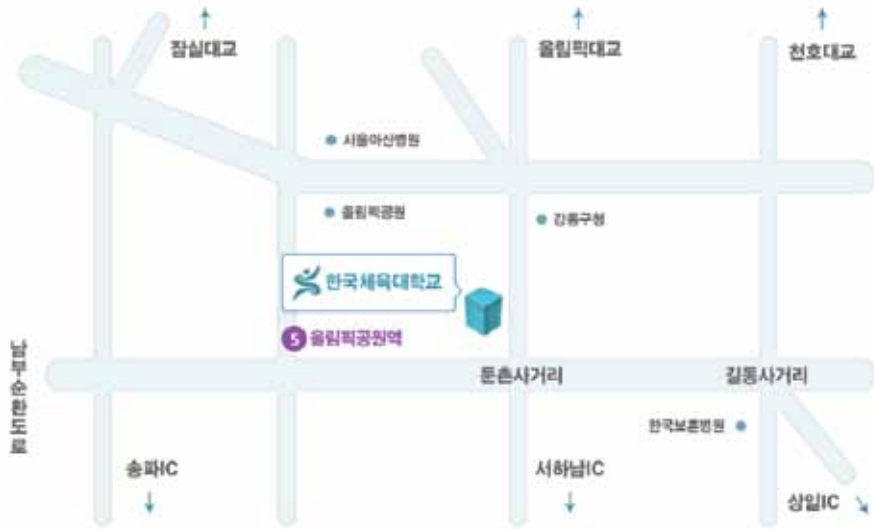 잠실대교
올림픽대교
천호대교
서울아산병원
올림픽공원
강동구청
한국체육대학교
5 올림픽공원역
남부순환도로
둔촌사거리
길동사거리
한국보훈병원
송파IC
서하남IC
상일IC